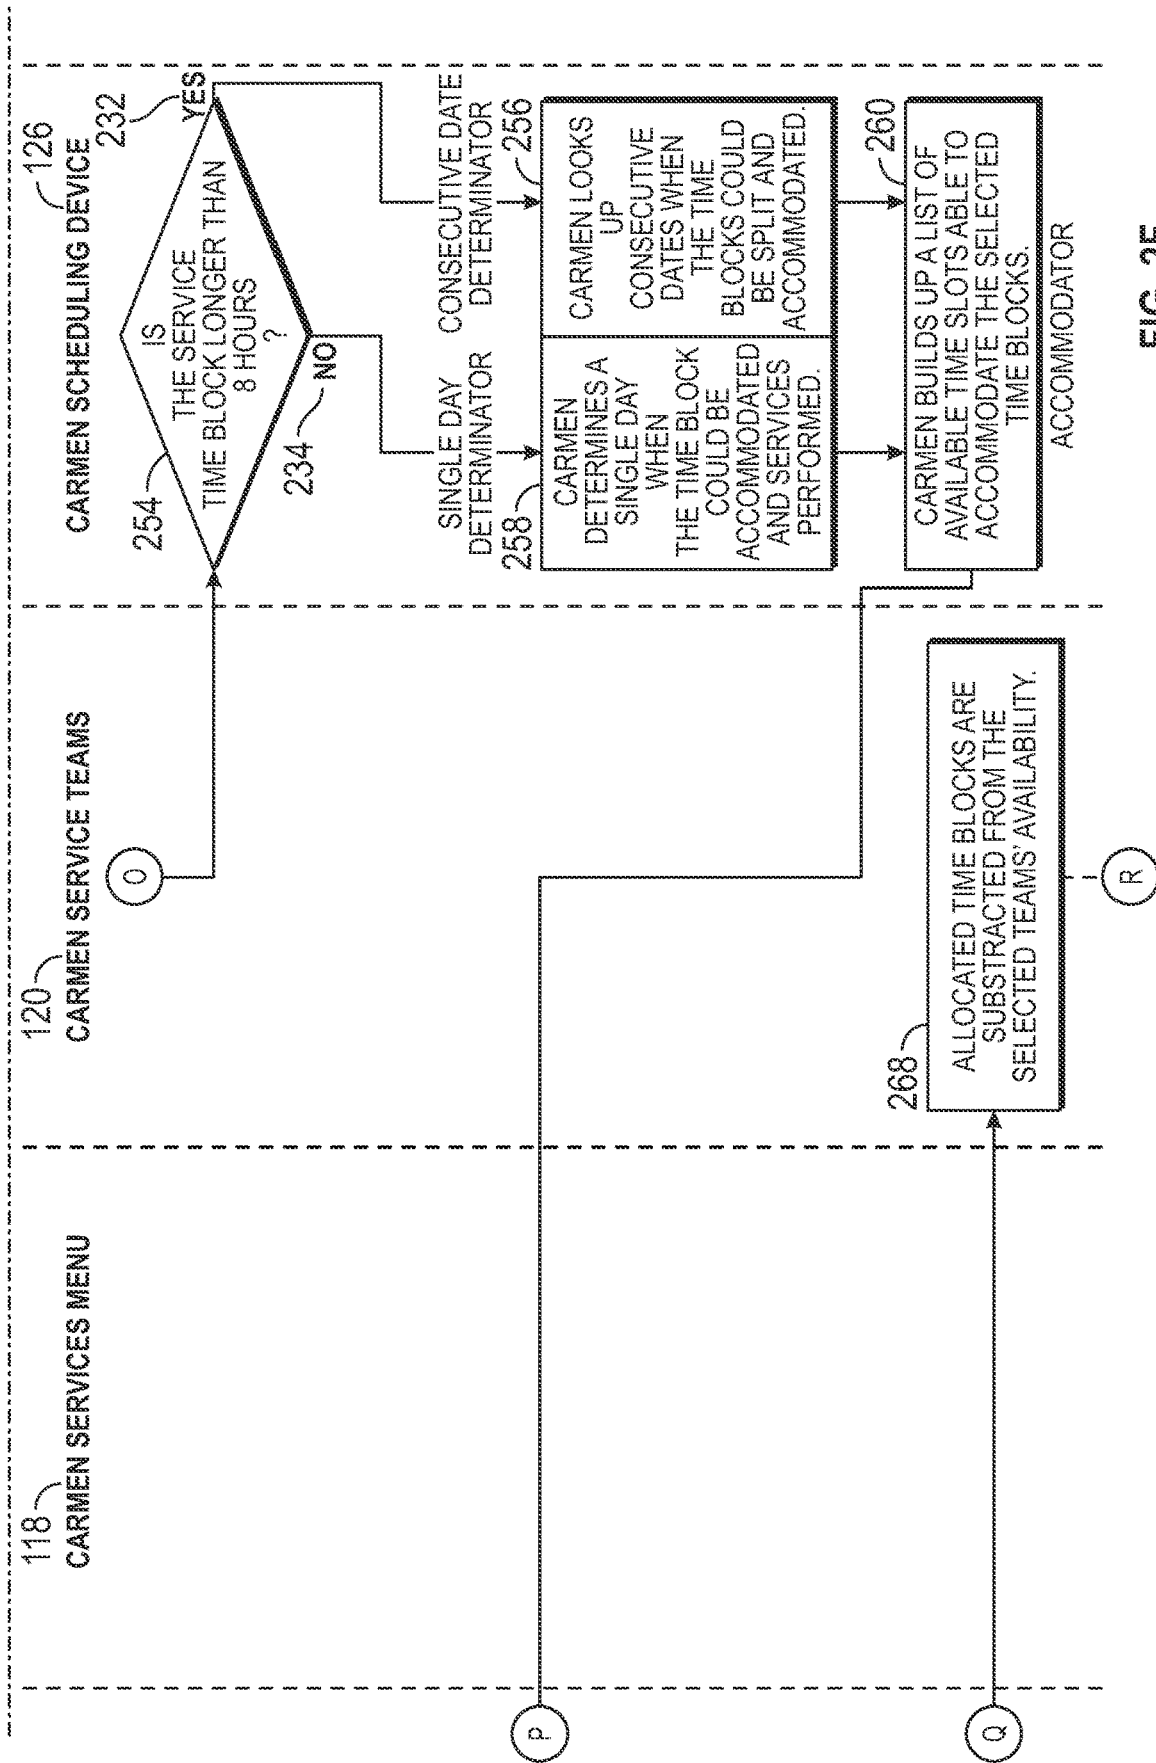 118
CARMEN SERVICES MENU
120
CARMEN SERVICE TEAMS
126
CARMEN SCHEDULING DEVICE
O
254
IS
THE SERVICE
TIME BLOCK LONGER THAN
8 HOURS
?
232
YES
234
NO
SINGLE DAY
DETERMINATOR
CONSECUTIVE DATE
DETERMINATOR
258
CARMEN
DETERMINES A
SINGLE DAY
WHEN
THE TIME BLOCK
COULD BE
ACCOMMODATED
AND SERVICES
PERFORMED.
256
CARMEN LOOKS
UP
CONSECUTIVE
DATES WHEN
THE TIME
BLOCKS COULD
BE SPLIT AND
ACCOMMODATED.
P
260
CARMEN BUILDS UP A LIST OF
AVAILABLE TIME SLOTS ABLE TO
ACCOMMODATE THE SELECTED
TIME BLOCKS.
ACCOMMODATOR
Q
268
ALLOCATED TIME BLOCKS ARE
SUBSTRACTED FROM THE
SELECTED TEAMS' AVAILABILITY.
R
FIG.